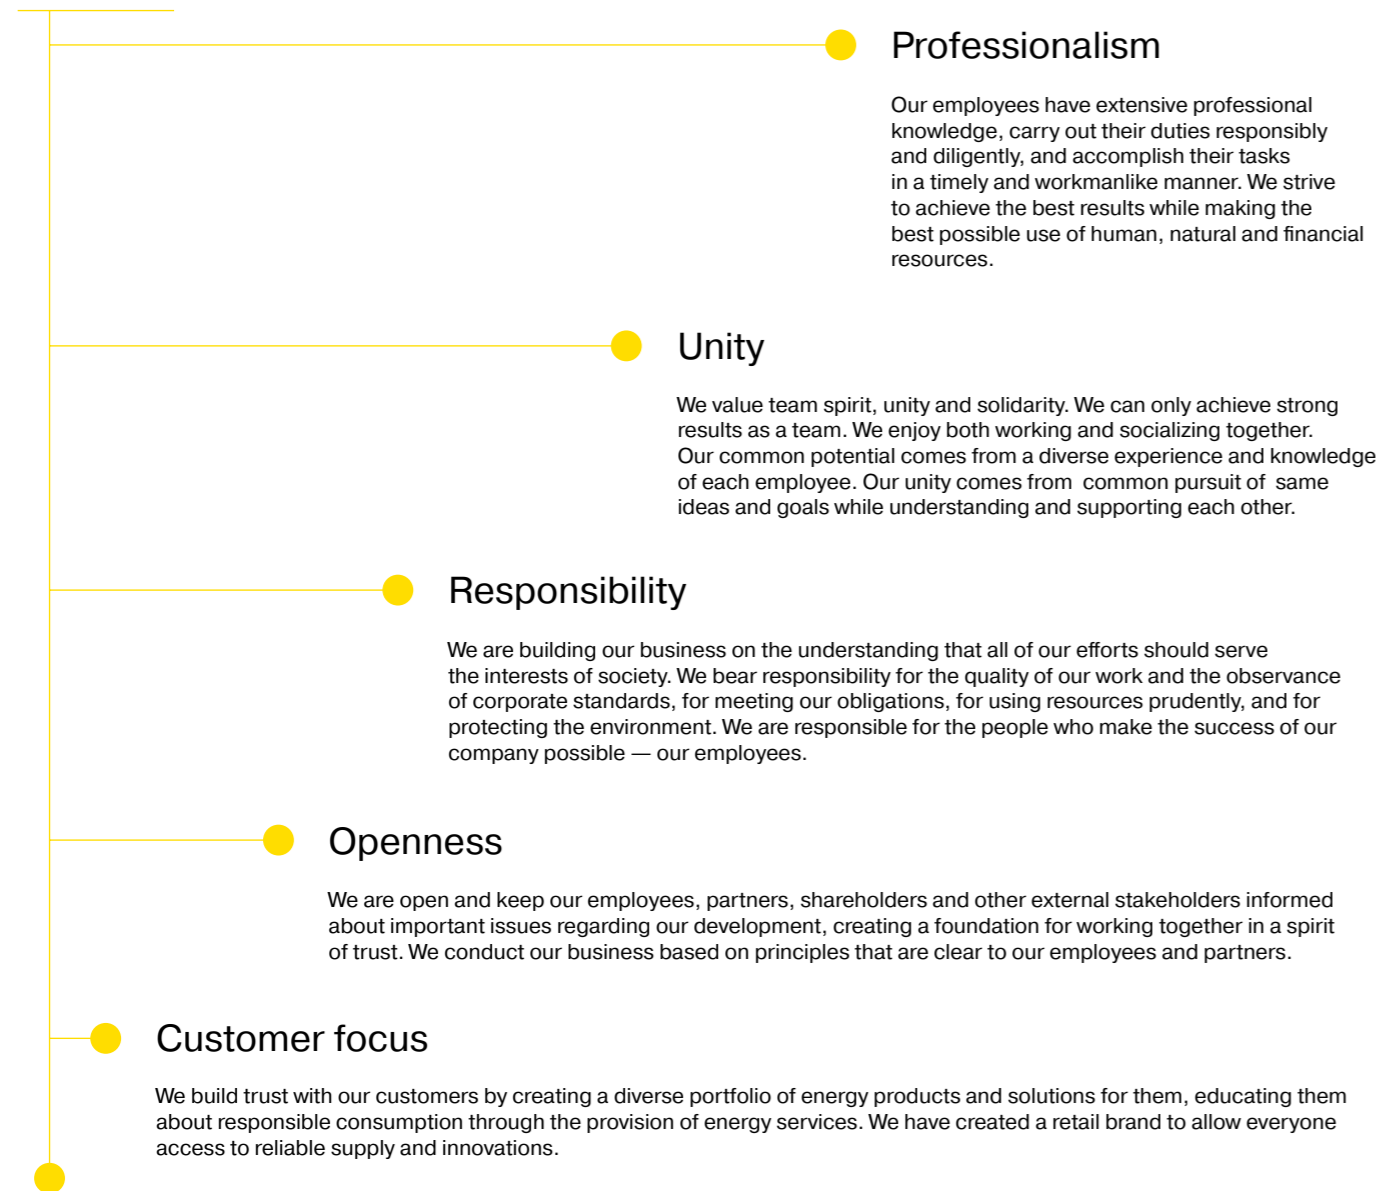 Professionalism
Our employees have extensive professional
knowledge, carry out their duties responsibly
and diligently, and accomplish their tasks
in a timely and workmanlike manner. We strive
to achieve the best results while making the
best possible use of human, natural and financial
resources.
Unity
We value team spirit, unity and solidarity. We can only achieve strong
results as a team. We enjoy both working and socializing together.
Our common potential comes from a diverse experience and knowledge
of each employee. Our unity comes from common pursuit of same
ideas and goals while understanding and supporting each other.
Responsibility
We are building our business on the understanding that all of our efforts should serve
the interests of society. We bear responsibility for the quality of our work and the observance
of corporate standards, for meeting our obligations, for using resources prudently, and for
protecting the environment. We are responsible for the people who make the success of our
company possible — our employees.
Openness
We are open and keep our employees, partners, shareholders and other external stakeholders informed
about important issues regarding our development, creating a foundation for working together in a spirit
of trust. We conduct our business based on principles that are clear to our employees and partners.
Customer focus
We build trust with our customers by creating a diverse portfolio of energy products and solutions for them, educating them
about responsible consumption through the provision of energy services. We have created a retail brand to allow everyone
access to reliable supply and innovations.